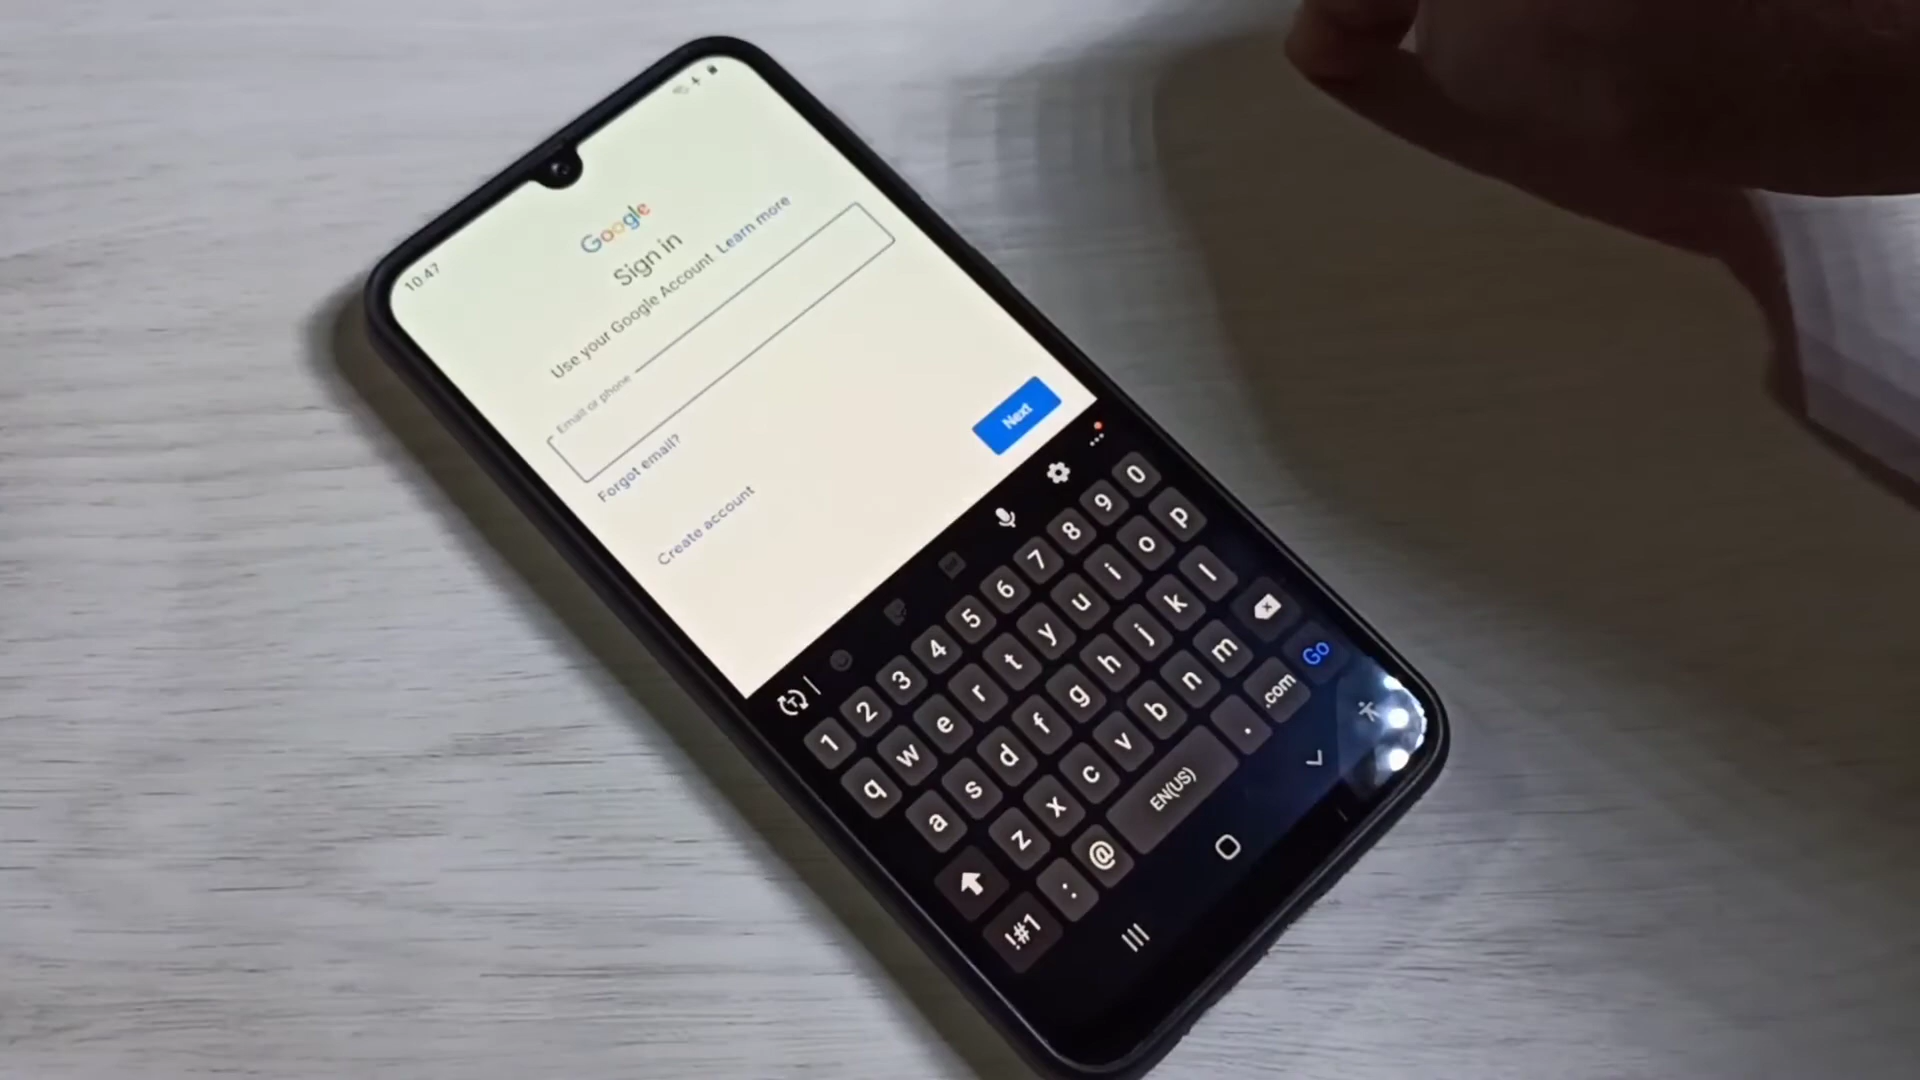 10:47
Google
Sign in
Use your Google Account. Learn more
Email or phone
Forgot email?
Create account
Next
1 2 3 4 5 6 7 8 9 0
q w e r t y u i o p
a s d f g h j k l
z x c v b n m
!#1 : @ EN(US) . .com Go